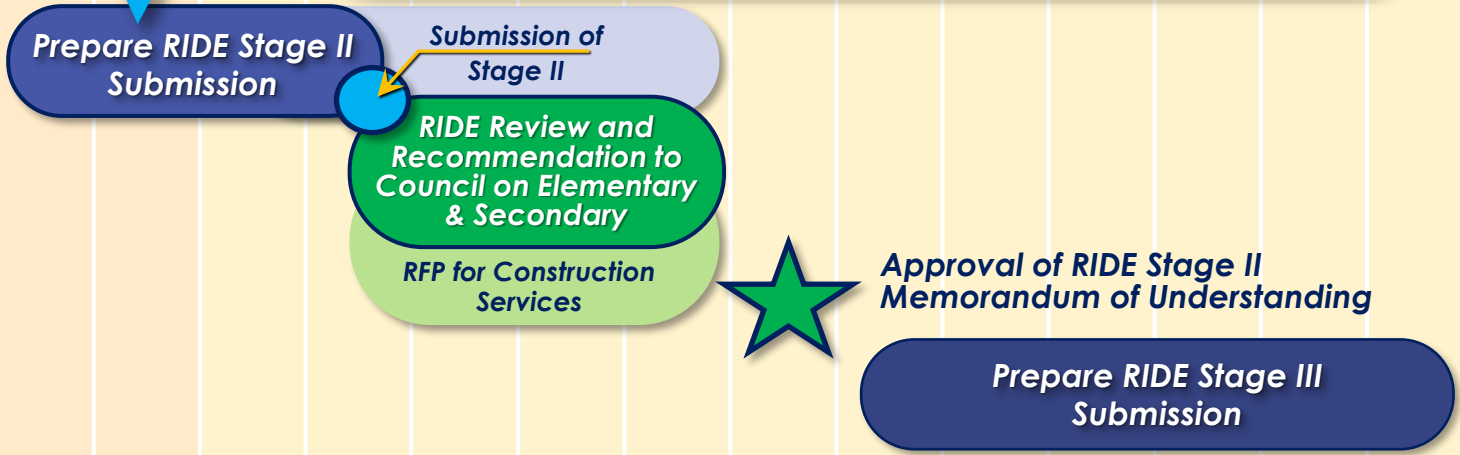 Prepare RIDE Stage II
Submission
Submission of
Stage II
RIDE Review and
Recommendation to
Council on Elementary
& Secondary
RFP for Construction
Services
Approval of RIDE Stage II
Memorandum of Understanding
Prepare RIDE Stage III
Submission